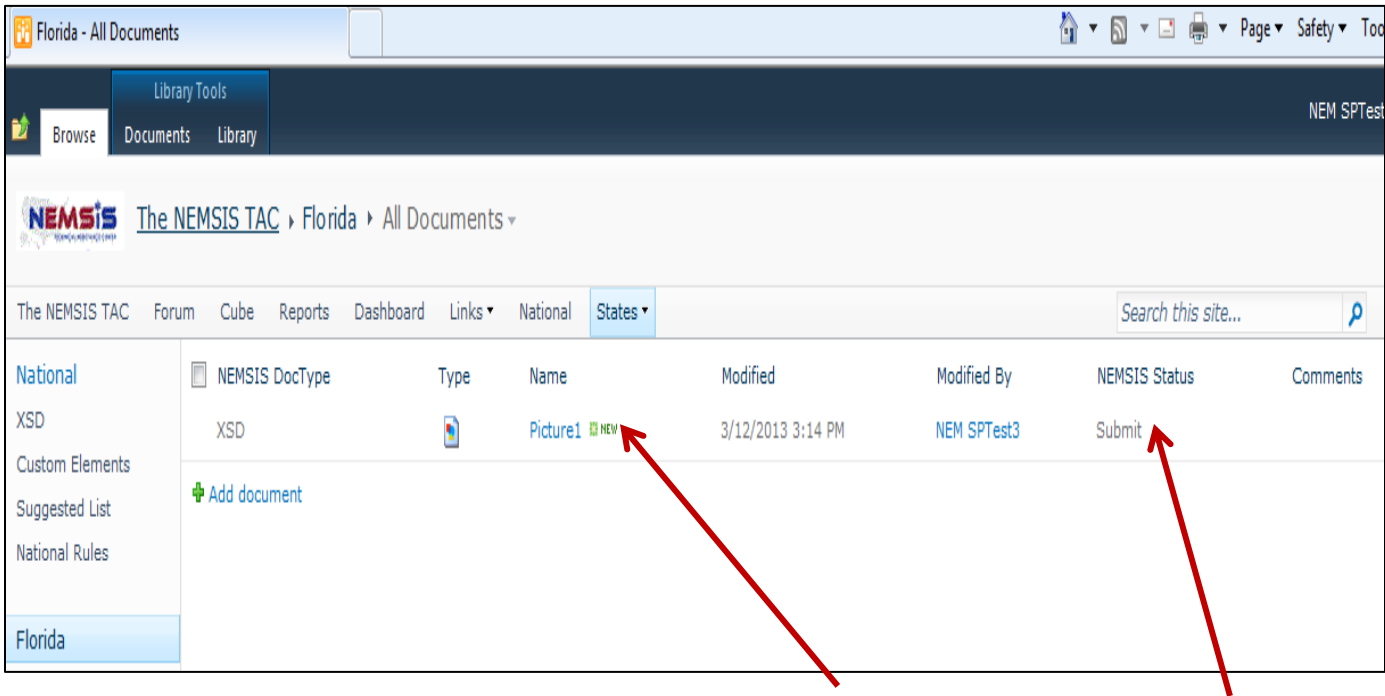 Florida - All Documents
Page Safety Too
Library Tools
NEM SPTest
Browse Documents Library
NEMSIS The NEMSIS TAC Florida All Documents
The NEMSIS TAC Forum Cube Reports Dashboard Links National States Search this site...
National NEMSIS DocType Type Name Modified Modified By NEMSIS Status Comments
XSD XSD Picture1 NEW 3/12/2013 3:14 PM NEM SPTest3 Submit
Custom Elements
Add document
Suggested List
National Rules
Florida